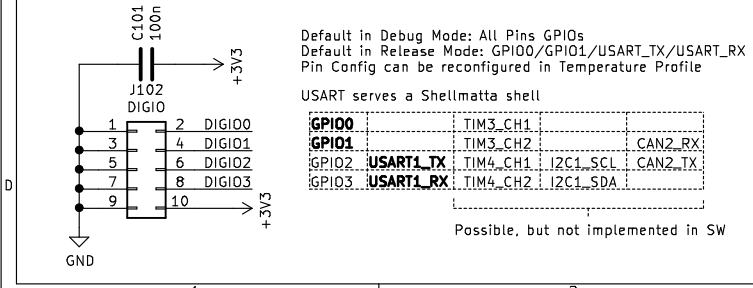 C101
100n
+3V3
J102
DIGIO
1 2 DIGIO0
3 4 DIGIO1
5 6 DIGIO2
7 8 DIGIO3
9 10
+3V3
GND
D
Default in Debug Mode: All Pins GPIOs
Default in Release Mode: GPIO0/GPIO1/USART_TX/USART_RX
Pin Config can be reconfigured in Temperature Profile
USART serves a Shellmatta shell
GPIO0 TIM3_CH1
GPIO1 TIM3_CH2 CAN2_RX
GPIO2 USART1_TX TIM4_CH1 I2C1_SCL CAN2_TX
GPIO3 USART1_RX TIM4_CH2 I2C1_SDA
Possible, but not implemented in SW